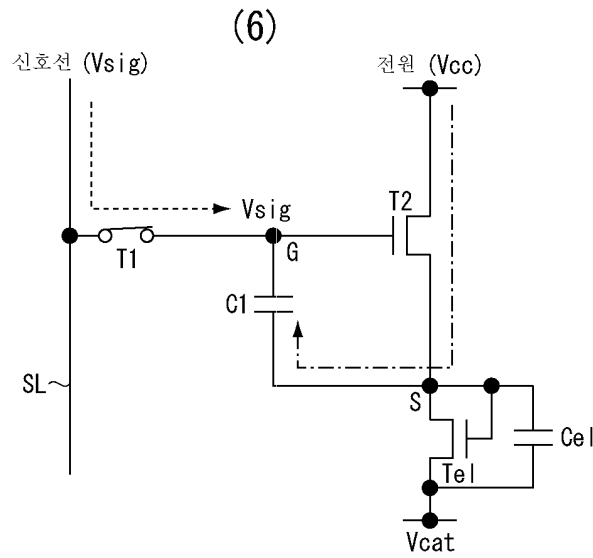 (6)
신호선 (Vsig)
전원 (Vcc)
Vsig
T2
T1
G
C1
SL
S
Tel
Cel
Vcat